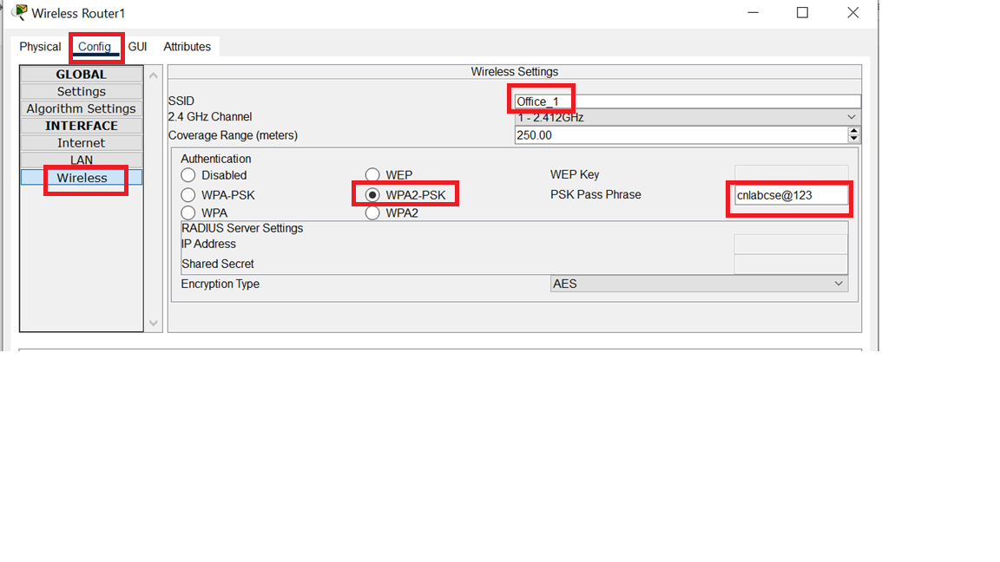 Wireless Router1
Physical Config GUI Attributes
GLOBAL
Settings
Algorithm Settings
INTERFACE
Internet
LAN
Wireless
Wireless Settings
SSID Office_1
2.4 GHz Channel 1 - 2.412GHz
Coverage Range (meters) 250.00
Authentication
Disabled WEP WEP Key
WPA-PSK WPA2-PSK PSK Pass Phrase cnlabcse@123
WPA WPA2
RADIUS Server Settings
IP Address
Shared Secret
Encryption Type AES